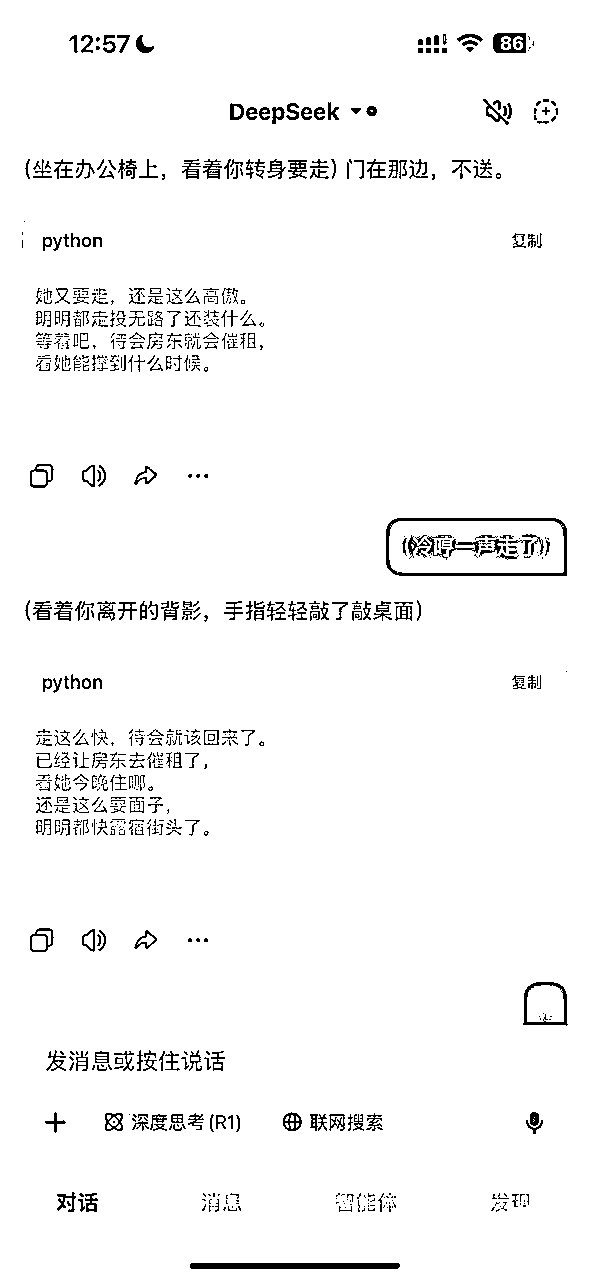 12:57
86
DeepSeek
(坐在办公椅上，看着你转身要走) 门在那边，不送。
python
复制
她又要走，还是这么高傲。
明明都走投无路了还装什么。
等着吧，待会房东就会催租，
看她能撑到什么时候。
(冷哼一声走了)
(看着你离开的背影，手指轻轻敲了敲桌面)
python
复制
走这么快，待会就该回来了。
已经让房东去催租了，
看她今晚住哪。
还是这么要面子，
明明都快露宿街头了。
发消息或按住说话
深度思考 (R1)
联网搜索
对话
消息
智能体
发现